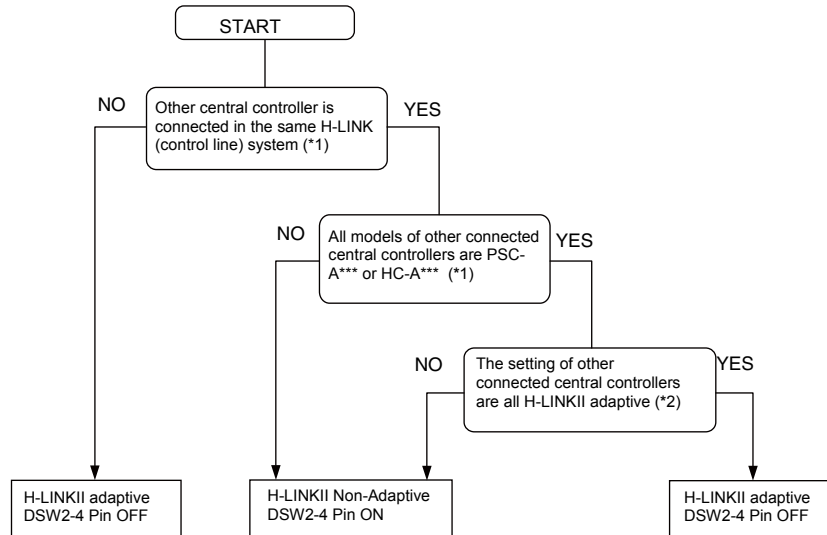 START
NO
Other central controller is
connected in the same H-LINK
(control line) system (*1)
YES
NO
All models of other connected
central controllers are PSC-
A*** or HC-A*** (*1)
YES
NO
The setting of other
connected central controllers
are all H-LINKII adaptive (*2)
YES
H-LINKII adaptive
DSW2-4 Pin OFF
H-LINKII Non-Adaptive
DSW2-4 Pin ON
H-LINKII adaptive
DSW2-4 Pin OFF